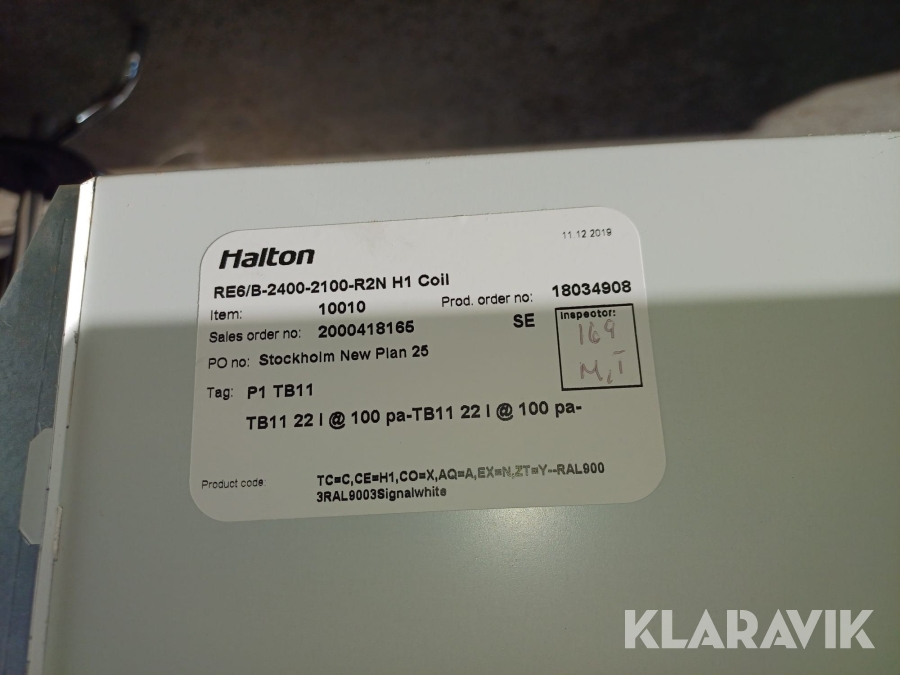 Halton
11.12.2019
RE6/B-2400-2100-R2N H1 Coil
Item: 10010
Prod. order no: 18034908
Sales order no: 2000418165
SE
Inspector:
169
M,T
PO no: Stockholm New Plan 25
Tag: P1 TB11
TB11 22 l @ 100 pa-TB11 22 l @ 100 pa-
Product code: TC=C,CE=H1,CO=X,AQ=A,EX=N,ZT=Y--RAL900
3RAL9003Signalwhite
KLARAVIK